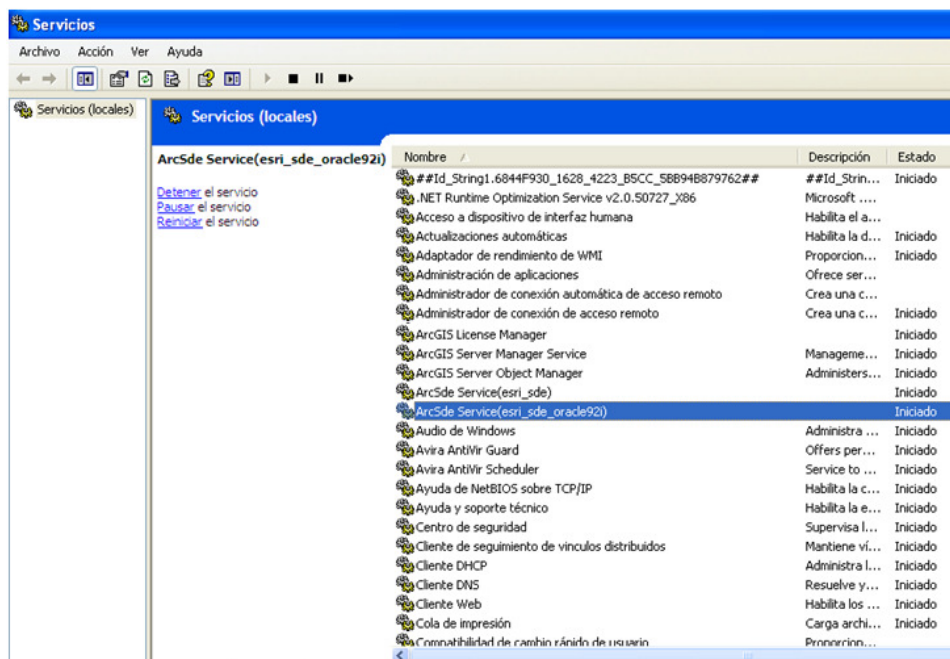 Servicios
Archivo Acción Ver Ayuda
Servicios (locales)
Servicios (locales)
ArcSde Service(esri_sde_oracle92i)
Detener el servicio
Pausar el servicio
Reiniciar el servicio
Nombre Descripción Estado
##Id_String1.6844F930_1628_4223_B5CC_5BB94B879762## ##Id_Strin... Iniciado
.NET Runtime Optimization Service v2.0.50727_X86 Microsoft ....
Acceso a dispositivo de interfaz humana Habilita el a...
Actualizaciones automáticas Habilita la d... Iniciado
Adaptador de rendimiento de WMI Proporcion... Iniciado
Administración de aplicaciones Ofrece ser...
Administrador de conexión automática de acceso remoto Crea una c...
Administrador de conexión de acceso remoto Crea una c... Iniciado
ArcGIS License Manager Iniciado
ArcGIS Server Manager Service Manageme... Iniciado
ArcGIS Server Object Manager Administers... Iniciado
ArcSde Service(esri_sde) Iniciado
ArcSde Service(esri_sde_oracle92i) Iniciado
Audio de Windows Administra ... Iniciado
Avira AntiVir Guard Offers per... Iniciado
Avira AntiVir Scheduler Service to ... Iniciado
Ayuda de NetBIOS sobre TCP/IP Habilita la c... Iniciado
Ayuda y soporte técnico Habilita la e... Iniciado
Centro de seguridad Supervisa l... Iniciado
Cliente de seguimiento de vinculos distribuidos Mantiene ví... Iniciado
Cliente DHCP Administra l... Iniciado
Cliente DNS Resuelve y... Iniciado
Cliente Web Habilita los ... Iniciado
Cola de impresión Carga archi... Iniciado
Compatibilidad de cambio rápido de usuario Proporcion...